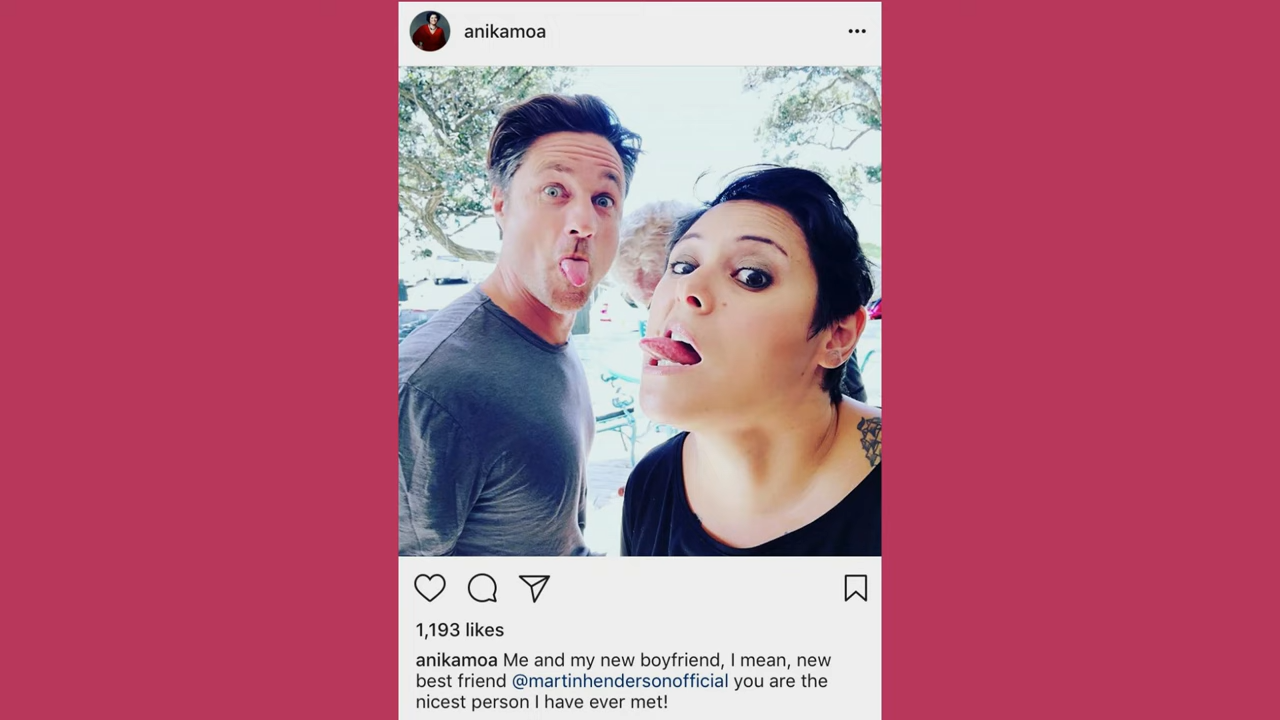 anikamoa
1,193 likes
anikamoa Me and my new boyfriend, I mean, new
best friend @martinhendersonofficial you are the
nicest person I have ever met!